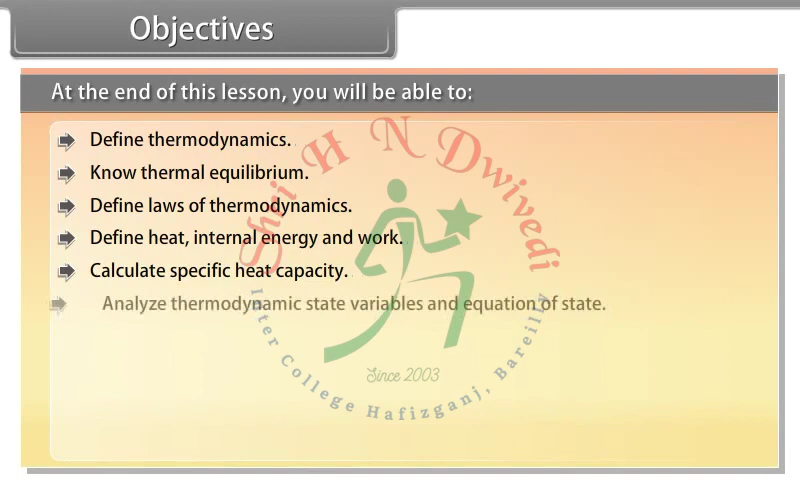 Objectives
At the end of this lesson, you will be able to:
Define thermodynamics.
Know thermal equilibrium.
Define laws of thermodynamics.
Define heat, internal energy and work.
Calculate specific heat capacity.
Analyze thermodynamic state variables and equation of state.
Shri H N Dwivedi
Since 2003
Inter College Hafizganj, Bareilly